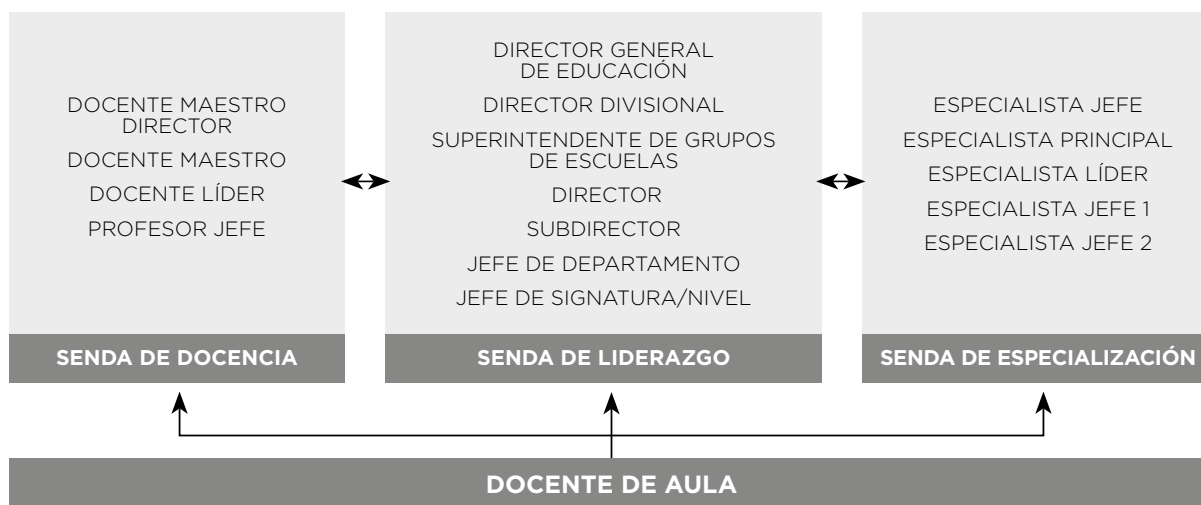 DOCENTE MAESTRO
DIRECTOR
DOCENTE MAESTRO
DOCENTE LÍDER
PROFESOR JEFE
SENDA DE DOCENCIA
DIRECTOR GENERAL
DE EDUCACIÓN
DIRECTOR DIVISIONAL
SUPERINTENDENTE DE GRUPOS
DE ESCUELAS
DIRECTOR
SUBDIRECTOR
JEFE DE DEPARTAMENTO
JEFE DE SIGNATURA/NIVEL
SENDA DE LIDERAZGO
ESPECIALISTA JEFE
ESPECIALISTA PRINCIPAL
ESPECIALISTA LÍDER
ESPECIALISTA JEFE 1
ESPECIALISTA JEFE 2
SENDA DE ESPECIALIZACIÓN
DOCENTE DE AULA